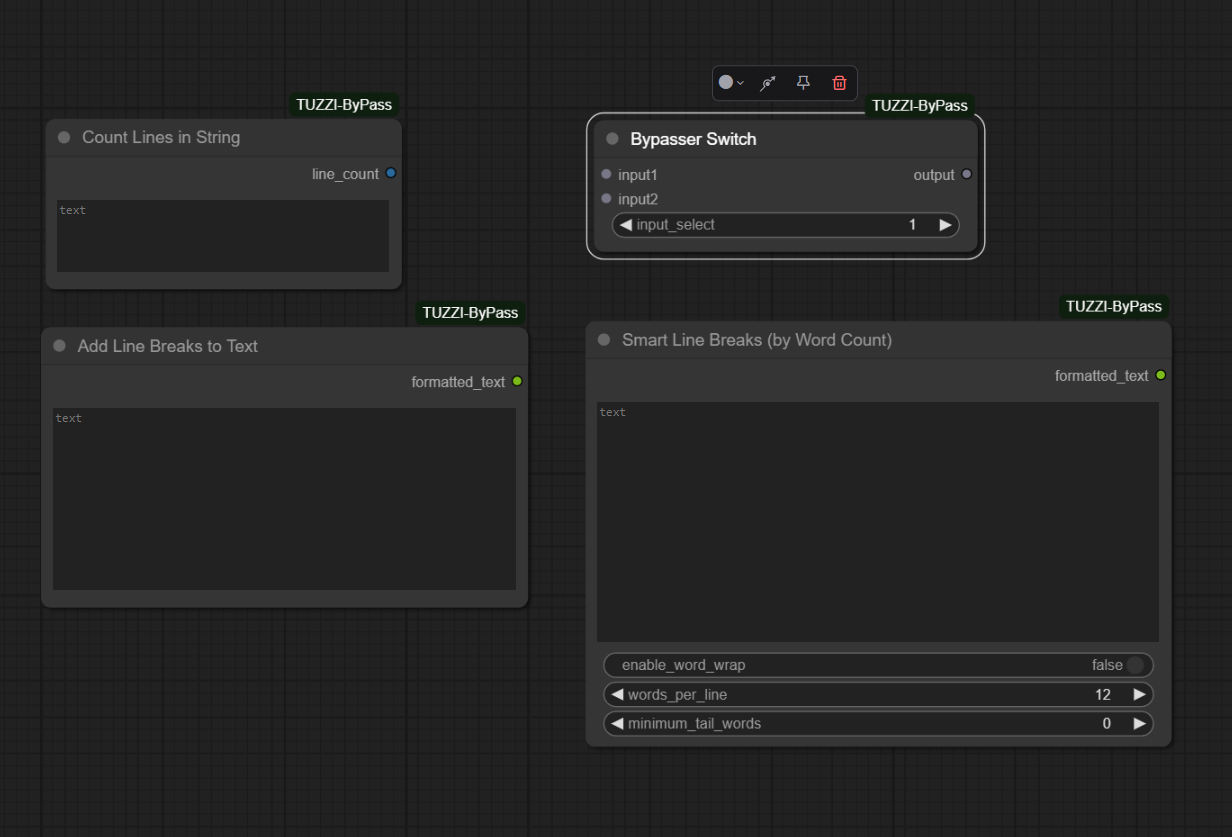 TUZZI-ByPass
Count Lines in String
line_count
text
TUZZI-ByPass
Bypasser Switch
input1
output
input2
input_select 1
TUZZI-ByPass
Add Line Breaks to Text
formatted_text
text
TUZZI-ByPass
Smart Line Breaks (by Word Count)
formatted_text
text
enable_word_wrap false
words_per_line 12
minimum_tail_words 0